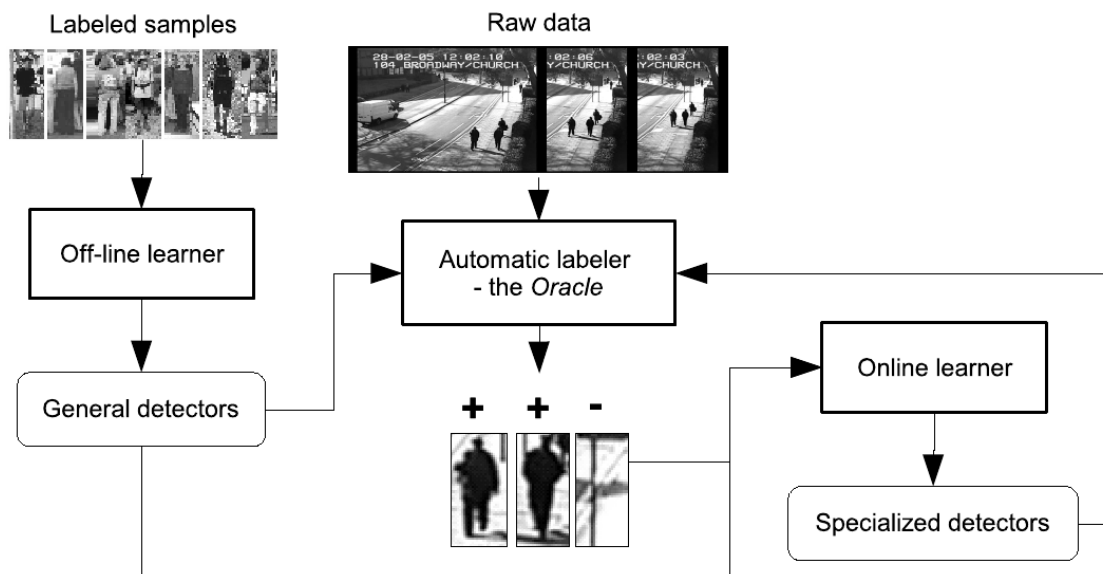 Labeled samples
Raw data
28-02-05 12:02:10
104 BROADWAY/CHURCH
:02:06
Y/CHURCH
:02:03
Y/CHURCH
Off-line learner
Automatic labeler
- the Oracle
General detectors
+ + -
Online learner
Specialized detectors